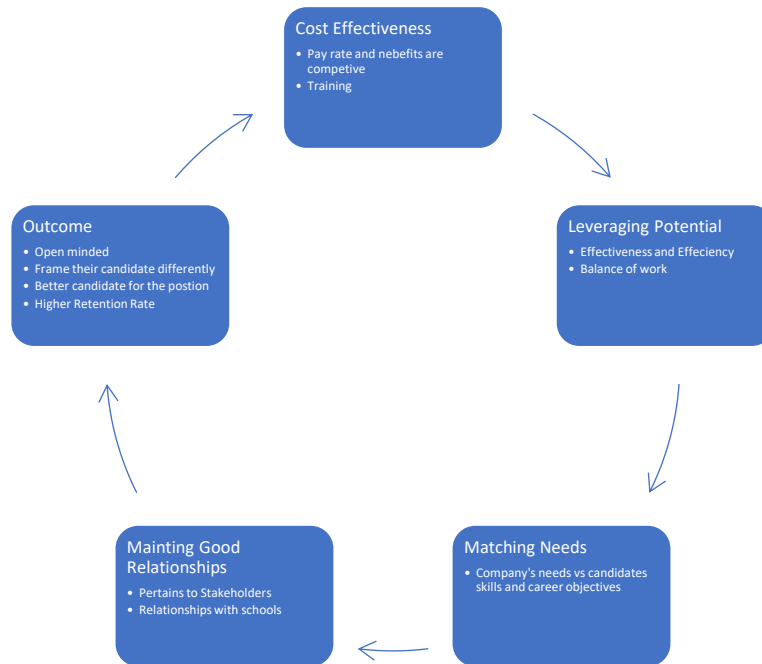 Cost Effectiveness
• Pay rate and nebefits are
competive
• Training
Leveraging Potential
• Effectiveness and Effeciency
• Balance of work
Matching Needs
• Company's needs vs candidates
skills and career objectives
Mainting Good
Relationships
• Pertains to Stakeholders
• Relationships with schools
Outcome
• Open minded
• Frame their candidate differently
• Better candidate for the postion
• Higher Retention Rate